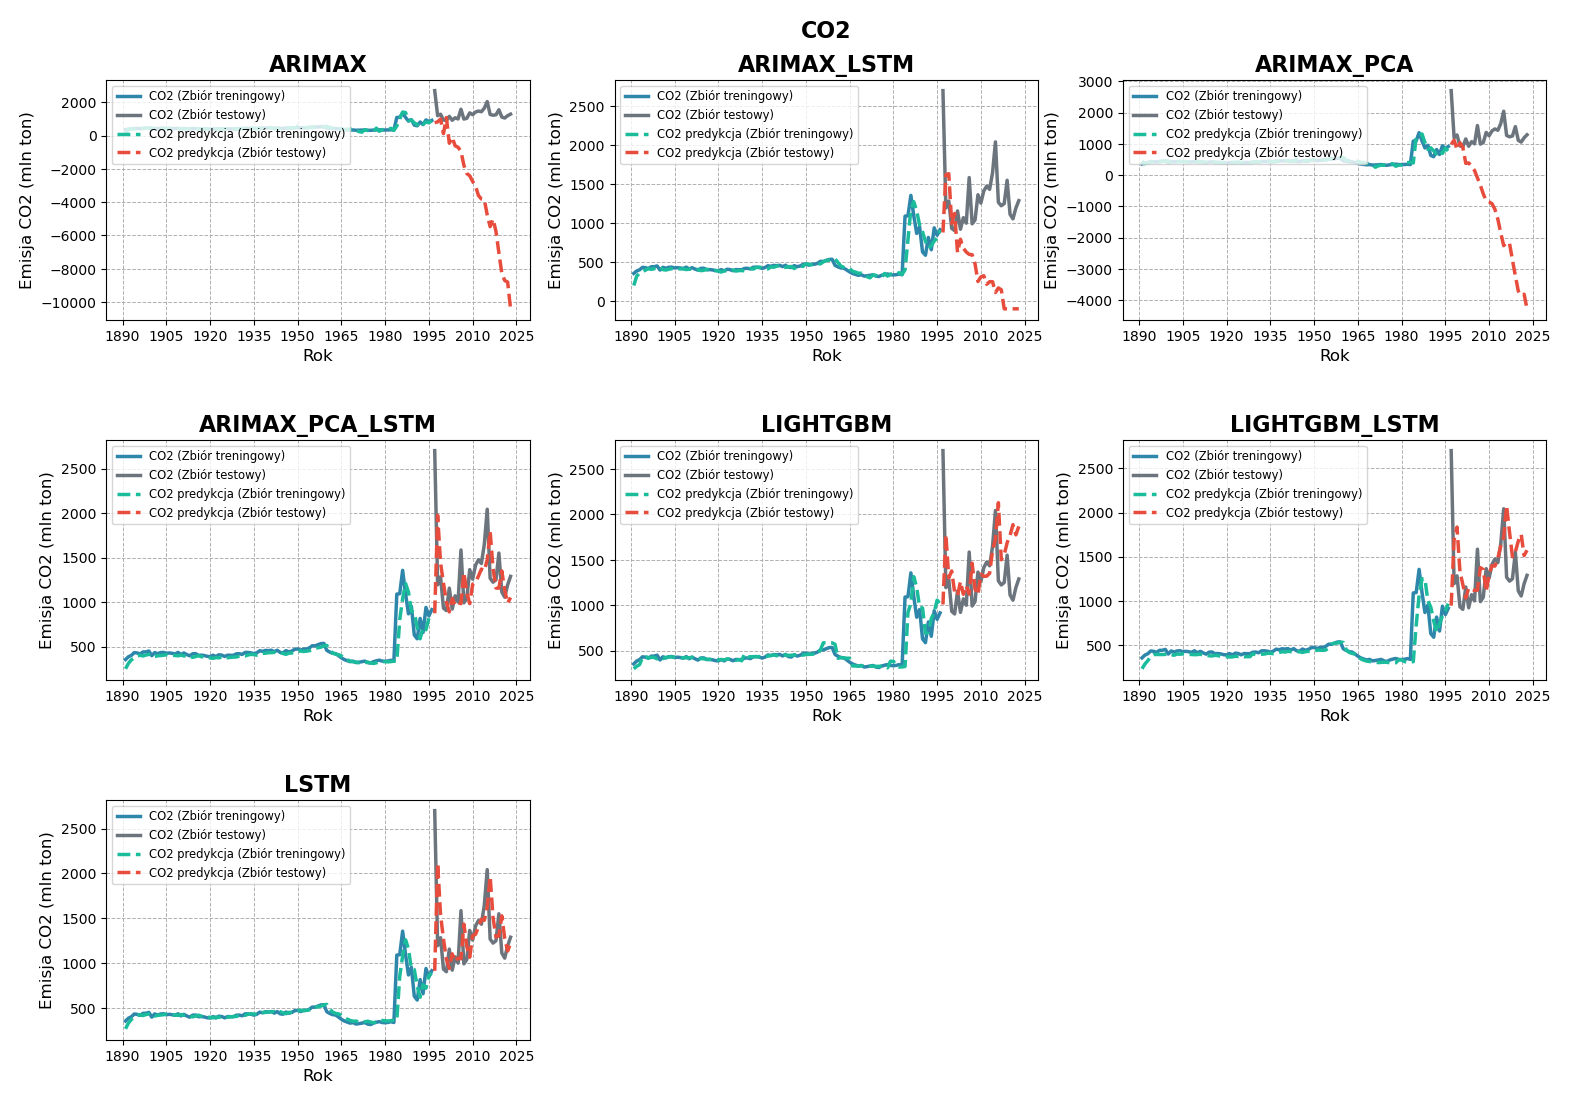 CO2
ARIMAX
CO2 (Zbiór treningowy)
CO2 (Zbiór testowy)
CO2 predykcja (Zbiór treningowy)
CO2 predykcja (Zbiór testowy)
Emisja CO2 (mln ton)
2000
0
−2000
−4000
−6000
−8000
−10000
1890 1905 1920 1935 1950 1965 1980 1995 2010 2025
Rok
ARIMAX_LSTM
CO2 (Zbiór treningowy)
CO2 (Zbiór testowy)
CO2 predykcja (Zbiór treningowy)
CO2 predykcja (Zbiór testowy)
Emisja CO2 (mln ton)
2500
2000
1500
1000
500
0
1890 1905 1920 1935 1950 1965 1980 1995 2010 2025
Rok
ARIMAX_PCA
CO2 (Zbiór treningowy)
CO2 (Zbiór testowy)
CO2 predykcja (Zbiór treningowy)
CO2 predykcja (Zbiór testowy)
Emisja CO2 (mln ton)
3000
2000
1000
0
−1000
−2000
−3000
−4000
1890 1905 1920 1935 1950 1965 1980 1995 2010 2025
Rok
ARIMAX_PCA_LSTM
CO2 (Zbiór treningowy)
CO2 (Zbiór testowy)
CO2 predykcja (Zbiór treningowy)
CO2 predykcja (Zbiór testowy)
Emisja CO2 (mln ton)
2500
2000
1500
1000
500
1890 1905 1920 1935 1950 1965 1980 1995 2010 2025
Rok
LIGHTGBM
CO2 (Zbiór treningowy)
CO2 (Zbiór testowy)
CO2 predykcja (Zbiór treningowy)
CO2 predykcja (Zbiór testowy)
Emisja CO2 (mln ton)
2500
2000
1500
1000
500
1890 1905 1920 1935 1950 1965 1980 1995 2010 2025
Rok
LIGHTGBM_LSTM
CO2 (Zbiór treningowy)
CO2 (Zbiór testowy)
CO2 predykcja (Zbiór treningowy)
CO2 predykcja (Zbiór testowy)
Emisja CO2 (mln ton)
2500
2000
1500
1000
500
1890 1905 1920 1935 1950 1965 1980 1995 2010 2025
Rok
LSTM
CO2 (Zbiór treningowy)
CO2 (Zbiór testowy)
CO2 predykcja (Zbiór treningowy)
CO2 predykcja (Zbiór testowy)
Emisja CO2 (mln ton)
2500
2000
1500
1000
500
1890 1905 1920 1935 1950 1965 1980 1995 2010 2025
Rok